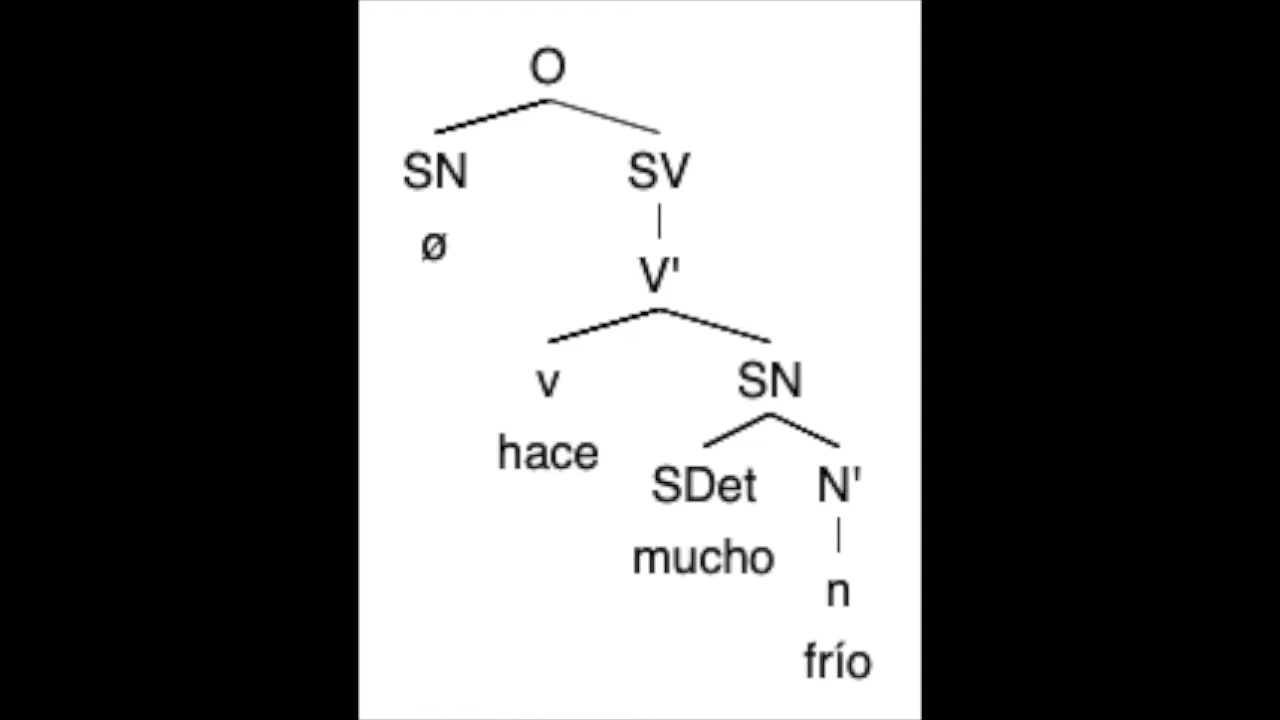 O
SN SV
ø
V'
v SN
hace
SDet N'
mucho
n
frío